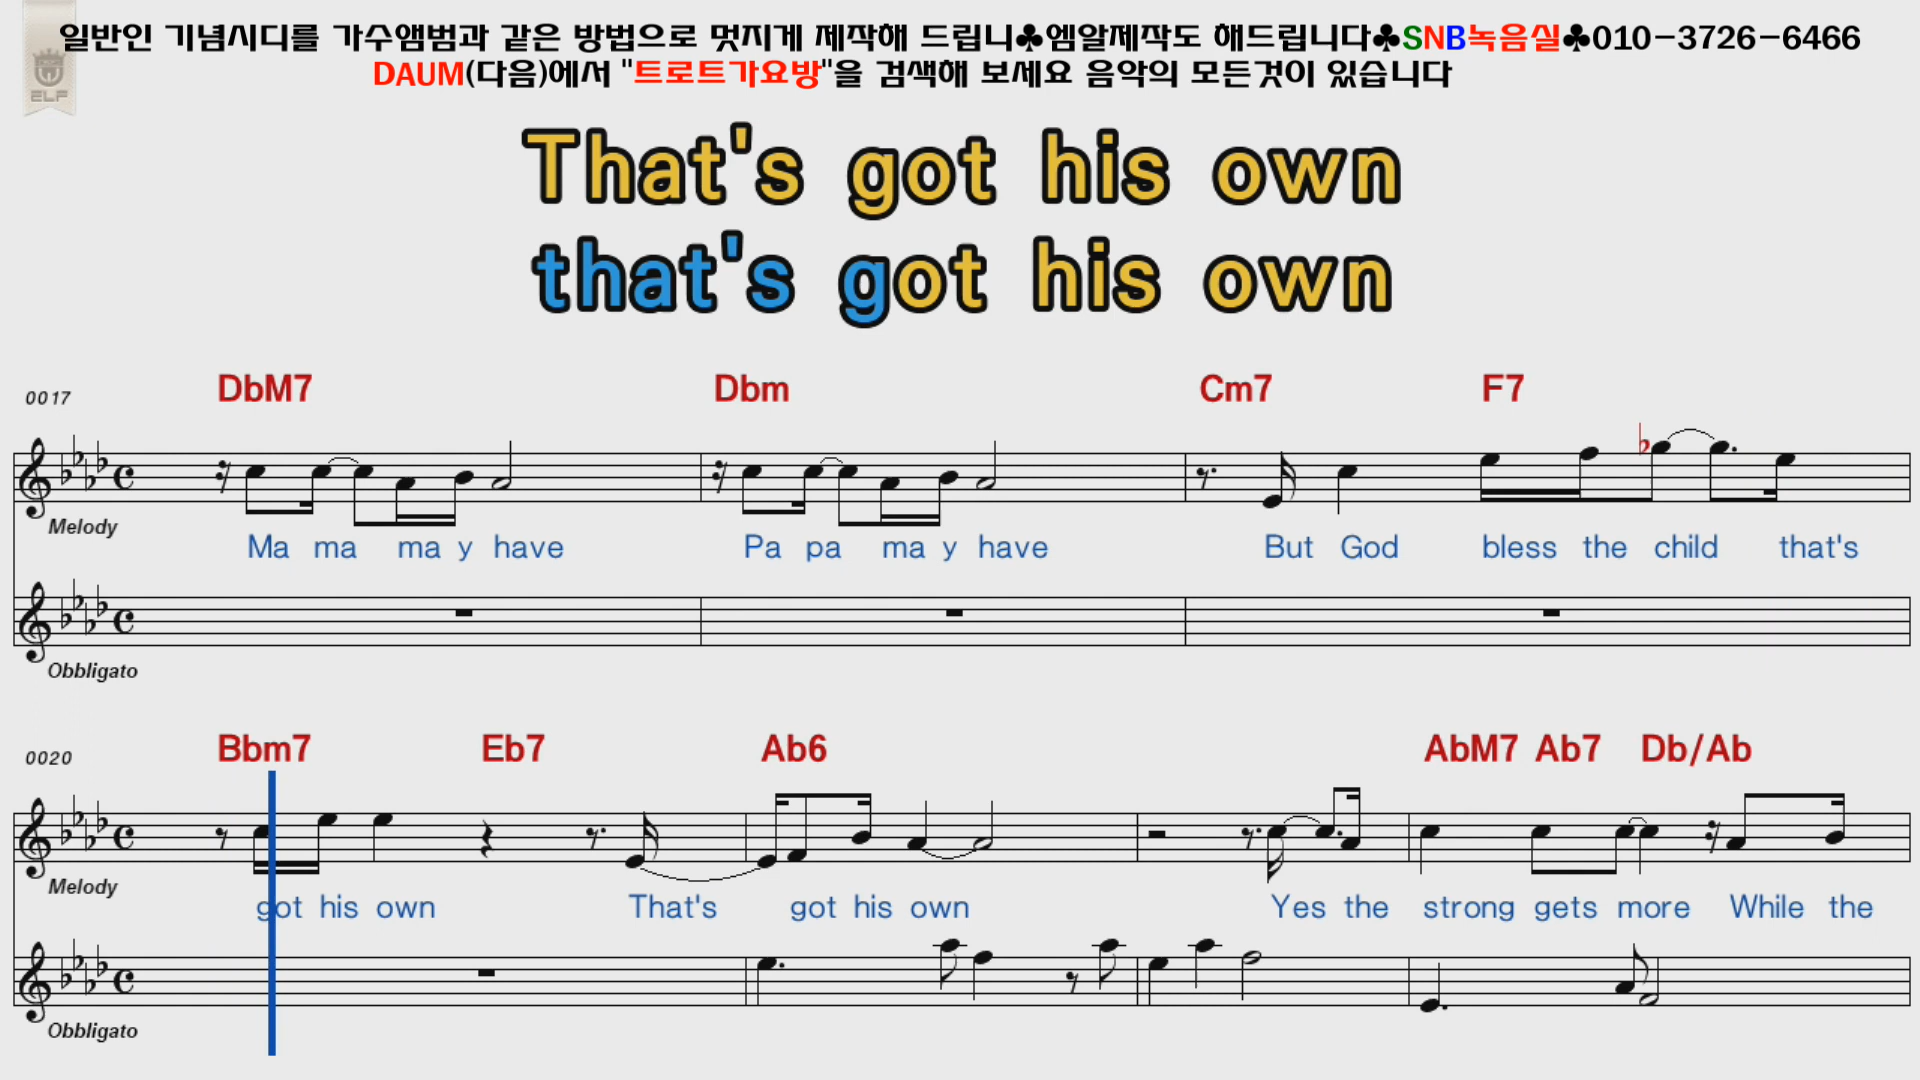 일반인 기념시디를 가수앨범과 같은 방법으로 멋지게 제작해 드립니♣엠알제작도 해드립니다♣SNB녹음실♣010-3726-6466
DAUM(다음)에서 "트로트가요방"을 검색해 보세요 음악의 모든것이 있습니다
ELF
That's got his own
that's got his own
0017 DbM7 Dbm Cm7 F7
Melody
Ma ma ma y have Pa pa ma y have But God bless the child that's
Obbligato
0020 Bbm7 Eb7 Ab6 AbM7 Ab7 Db/Ab
Melody
got his own That's got his own Yes the strong gets more While the
Obbligato